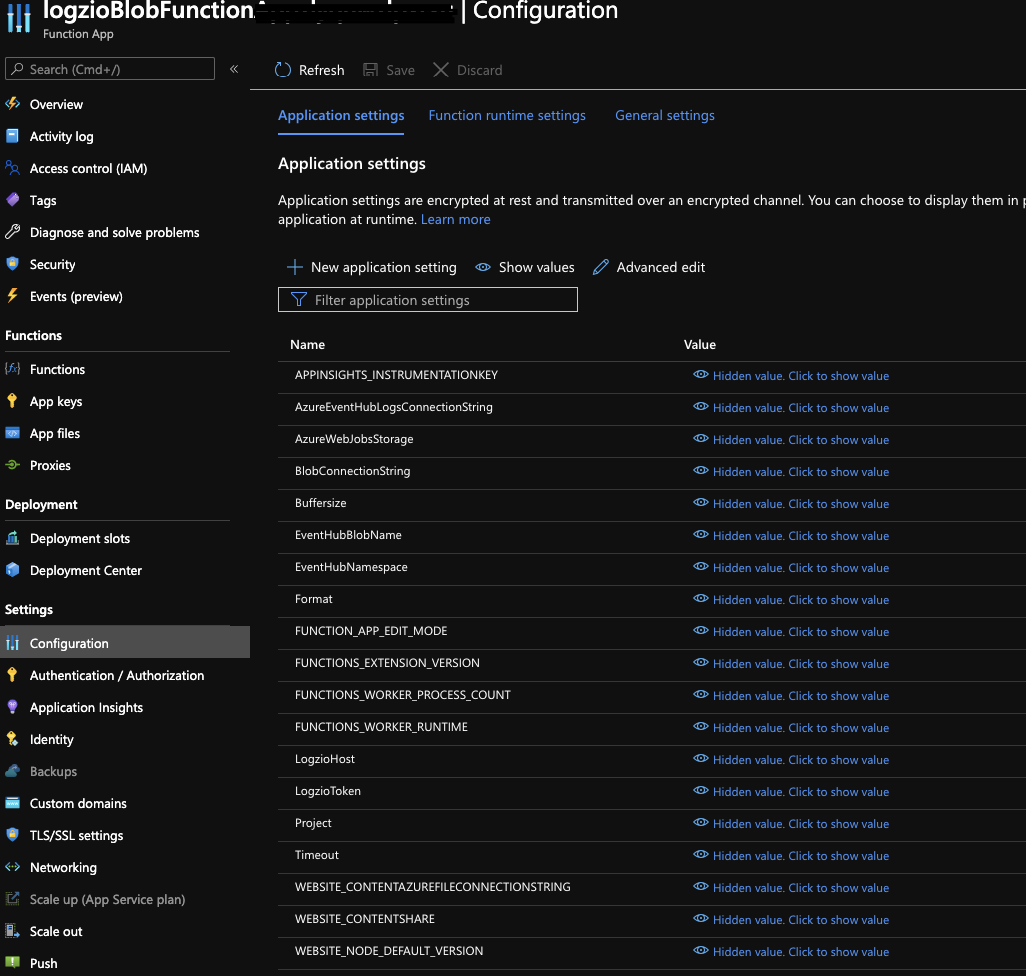 logzioBlobFunction | Configuration
Function App
Search (Cmd+/)
«
Overview
Activity log
Access control (IAM)
Tags
Diagnose and solve problems
Security
Events (preview)
Functions
Functions
App keys
App files
Proxies
Deployment
Deployment slots
Deployment Center
Settings
Configuration
Authentication / Authorization
Application Insights
Identity
Backups
Custom domains
TLS/SSL settings
Networking
Scale up (App Service plan)
Scale out
Push
Refresh Save Discard
Application settings Function runtime settings General settings
Application settings
Application settings are encrypted at rest and transmitted over an encrypted channel. You can choose to display them in
application at runtime. Learn more
New application setting Show values Advanced edit
Filter application settings
Name Value
APPINSIGHTS_INSTRUMENTATIONKEY Hidden value. Click to show value
AzureEventHubLogsConnectionString Hidden value. Click to show value
AzureWebJobsStorage Hidden value. Click to show value
BlobConnectionString Hidden value. Click to show value
Buffersize Hidden value. Click to show value
EventHubBlobName Hidden value. Click to show value
EventHubNamespace Hidden value. Click to show value
Format Hidden value. Click to show value
FUNCTION_APP_EDIT_MODE Hidden value. Click to show value
FUNCTIONS_EXTENSION_VERSION Hidden value. Click to show value
FUNCTIONS_WORKER_PROCESS_COUNT Hidden value. Click to show value
FUNCTIONS_WORKER_RUNTIME Hidden value. Click to show value
LogzioHost Hidden value. Click to show value
LogzioToken Hidden value. Click to show value
Project Hidden value. Click to show value
Timeout Hidden value. Click to show value
WEBSITE_CONTENTAZUREFILECONNECTIONSTRING Hidden value. Click to show value
WEBSITE_CONTENTSHARE Hidden value. Click to show value
WEBSITE_NODE_DEFAULT_VERSION Hidden value. Click to show value